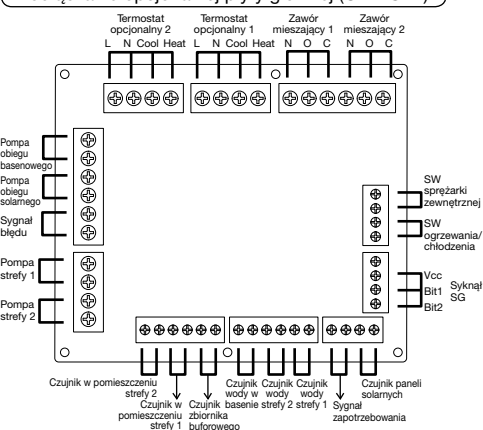 Termostat
opcjonalny 2
Termostat
opcjonalny 1
Zawór
mieszający 1
Zawór
mieszający 2
L N Cool Heat L N Cool Heat N O C N O C
Pompa
obiegu
basenowego
Pompa
obiegu
solarnego
Sygnał
błędu
Pompa
strefy 1
Pompa
strefy 2
SW
sprężarki
zewnętrznej
SW
ogrzewania/
chłodzenia
Vcc
Bit1
Bit2
Syknął
SG
Czujnik w pomieszczeniu
strefy 2
Czujnik w
pomieszczeniu
strefy 1
Czujnik
zbiornika
buforowego
Czujnik
wody w
basenie
Czujnik
wody
strefy 2
Czujnik
wody
strefy 1
Sygnał
zapotrzebowania
Czujnik paneli
solarnych